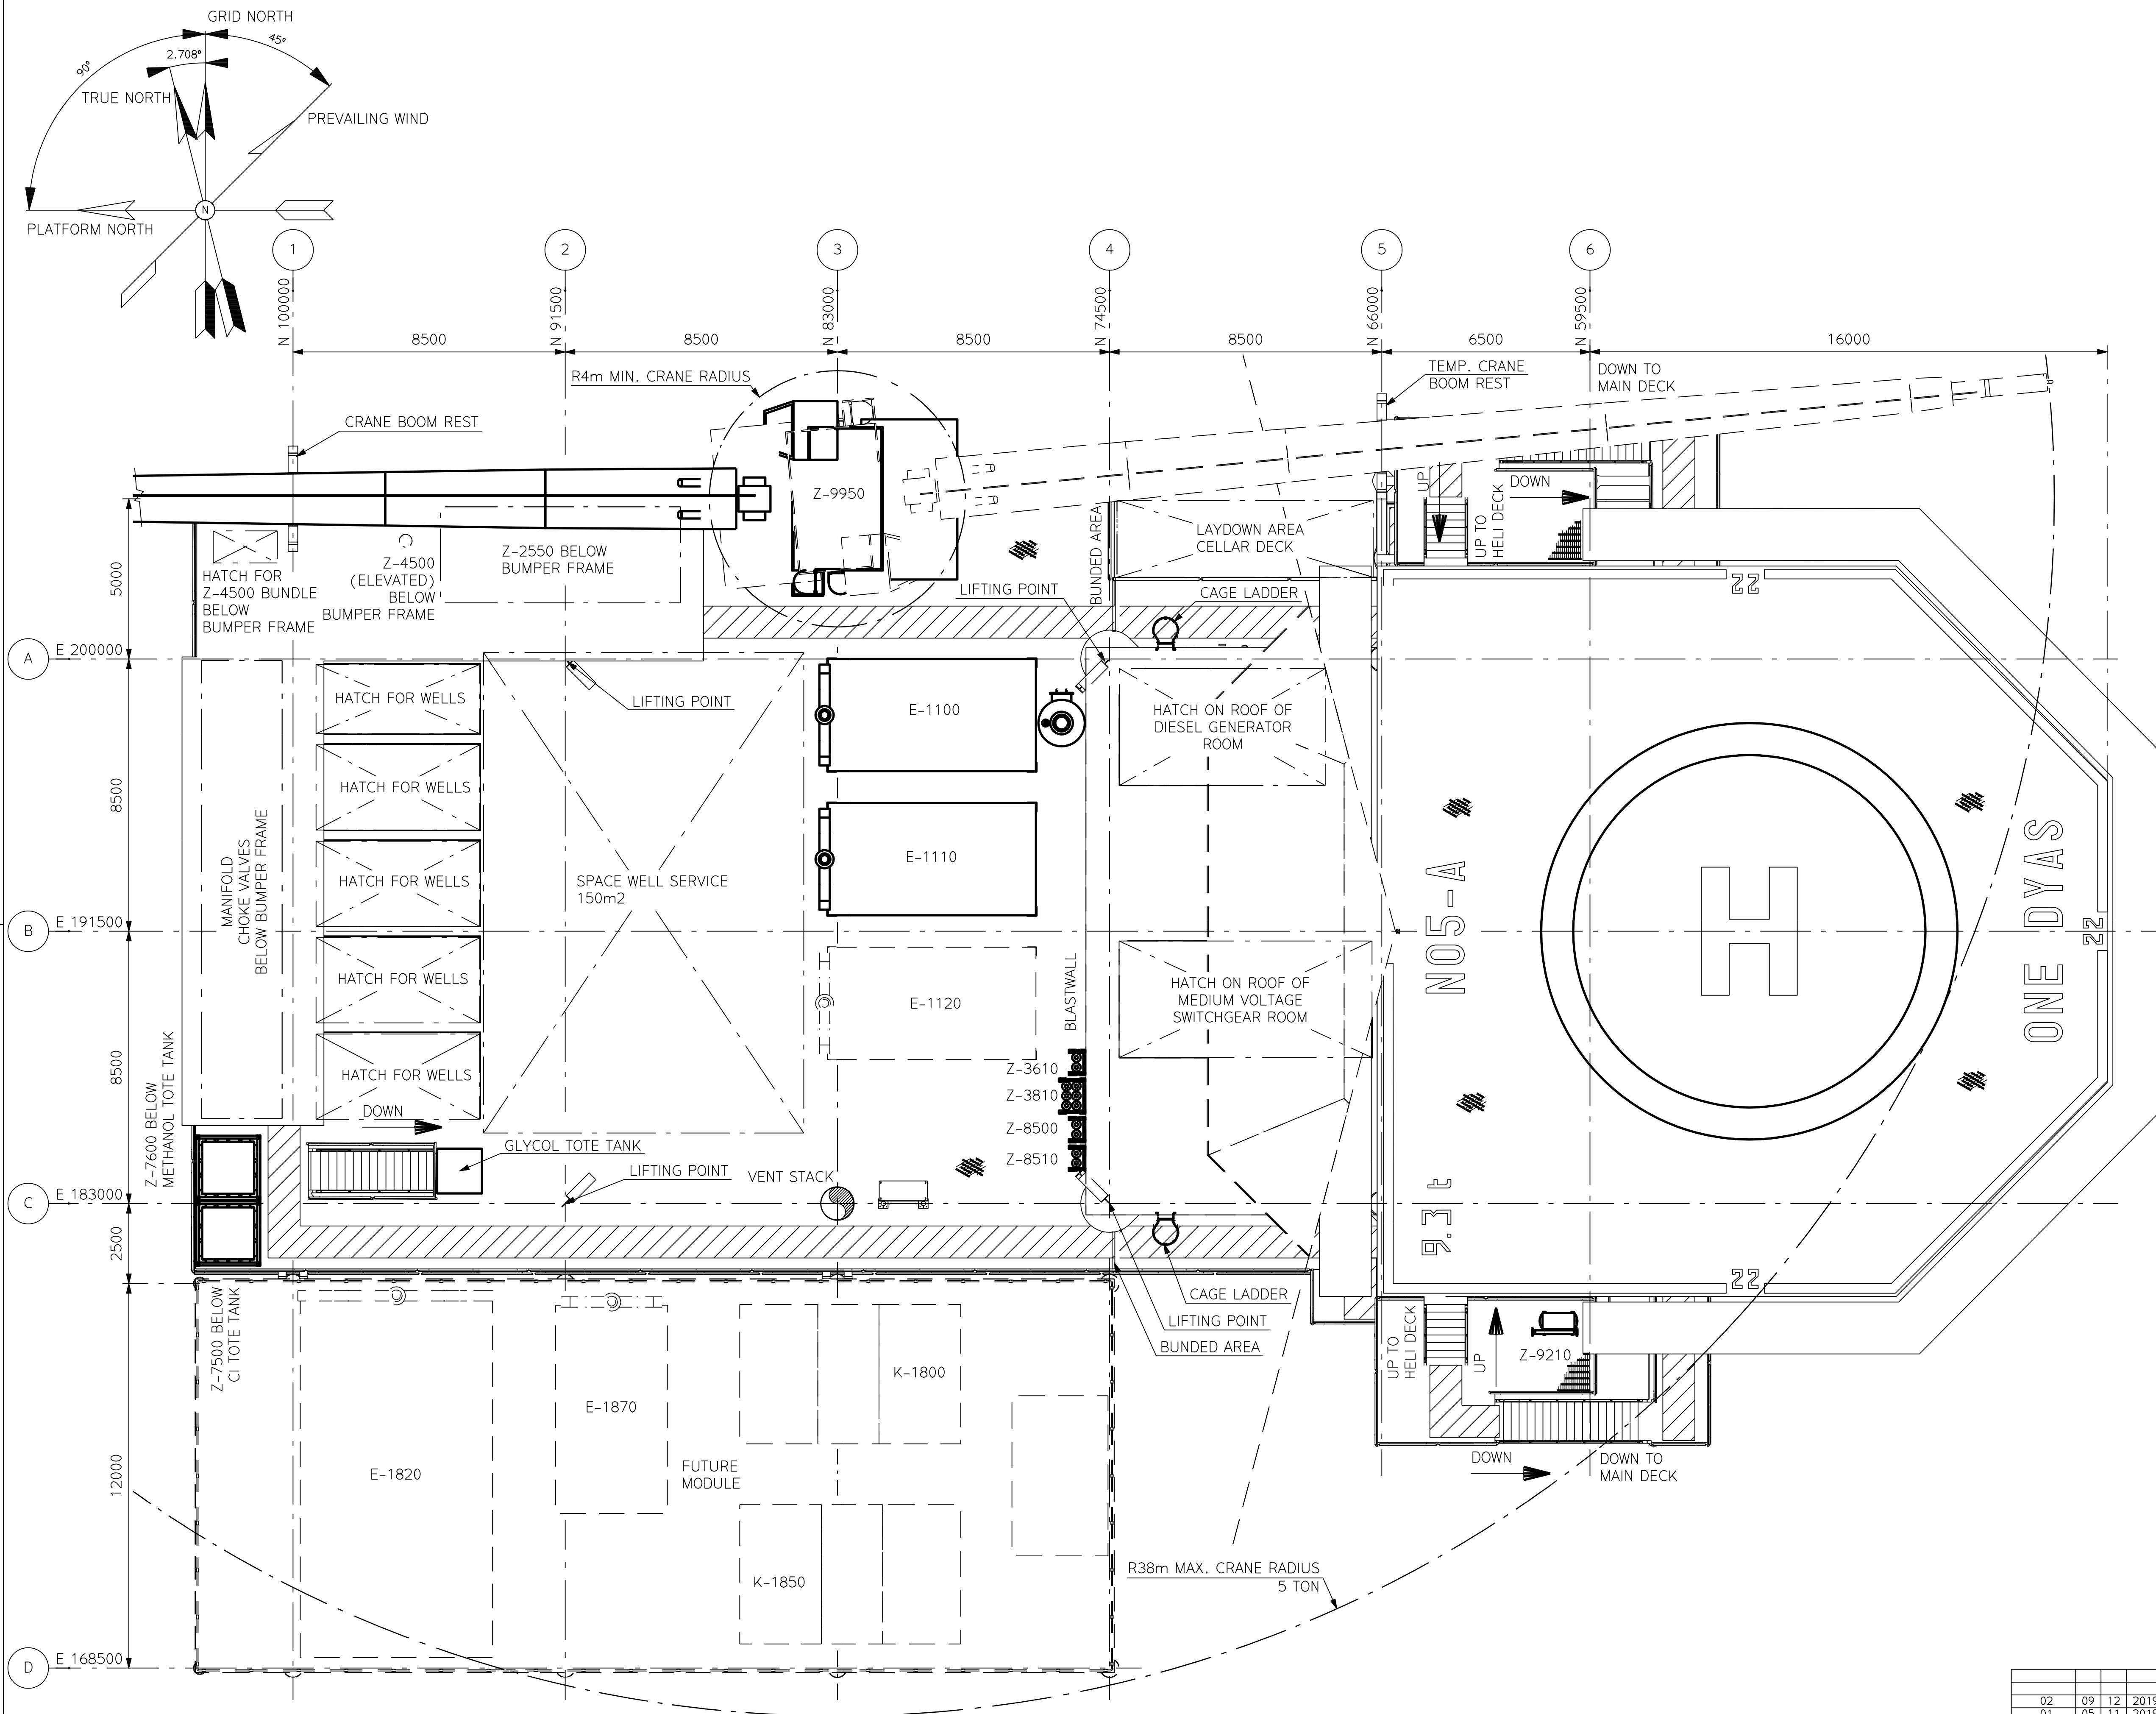 GRID NORTH
45°
90°
2.708°
TRUE NORTH
PREVAILING WIND
N
PLATFORM NORTH
1
2
3
4
5
6
N 100000
N 91500
N 83000
N 74500
N 66000
N 59500
8500
8500
8500
8500
6500
16000
R4m MIN. CRANE RADIUS
TEMP. CRANE
BOOM REST
DOWN TO
MAIN DECK
CRANE BOOM REST
Z-9950
UP
UP TO
HELI DECK
DOWN
BUNDED AREA
LAYDOWN AREA
CELLAR DECK
Z-2550 BELOW
BUMPER FRAME
Z-4500
(ELEVATED)
BELOW
BUMPER FRAME
HATCH FOR
Z-4500 BUNDLE
BELOW
BUMPER FRAME
5000
LIFTING POINT
CAGE LADDER
22
A
E 200000
HATCH FOR WELLS
LIFTING POINT
E-1100
HATCH ON ROOF OF
DIESEL GENERATOR
ROOM
8500
HATCH FOR WELLS
E-1110
MANIFOLD
CHOKE VALVES
BELOW BUMPER FRAME
HATCH FOR WELLS
SPACE WELL SERVICE
150m2
N05-A
H
ONE DYAS
22
B
E 191500
HATCH FOR WELLS
E-1120
BLASTWALL
HATCH ON ROOF OF
MEDIUM VOLTAGE
SWITCHGEAR ROOM
8500
HATCH FOR WELLS
Z-3610
Z-3810
Z-8500
Z-8510
DOWN
Z-7600 BELOW
METHANOL TOTE TANK
GLYCOL TOTE TANK
LIFTING POINT
VENT STACK
C
E 183000
2500
9.3 t
22
Z-7500 BELOW
CI TOTE TANK
CAGE LADDER
LIFTING POINT
BUNDED AREA
UP TO
HELI DECK
UP
Z-9210
K-1800
E-1870
E-1820
FUTURE
MODULE
12000
DOWN
DOWN TO
MAIN DECK
K-1850
R38m MAX. CRANE RADIUS
5 TON
D
E 168500
02 09 12 2019
01 05 11 2019